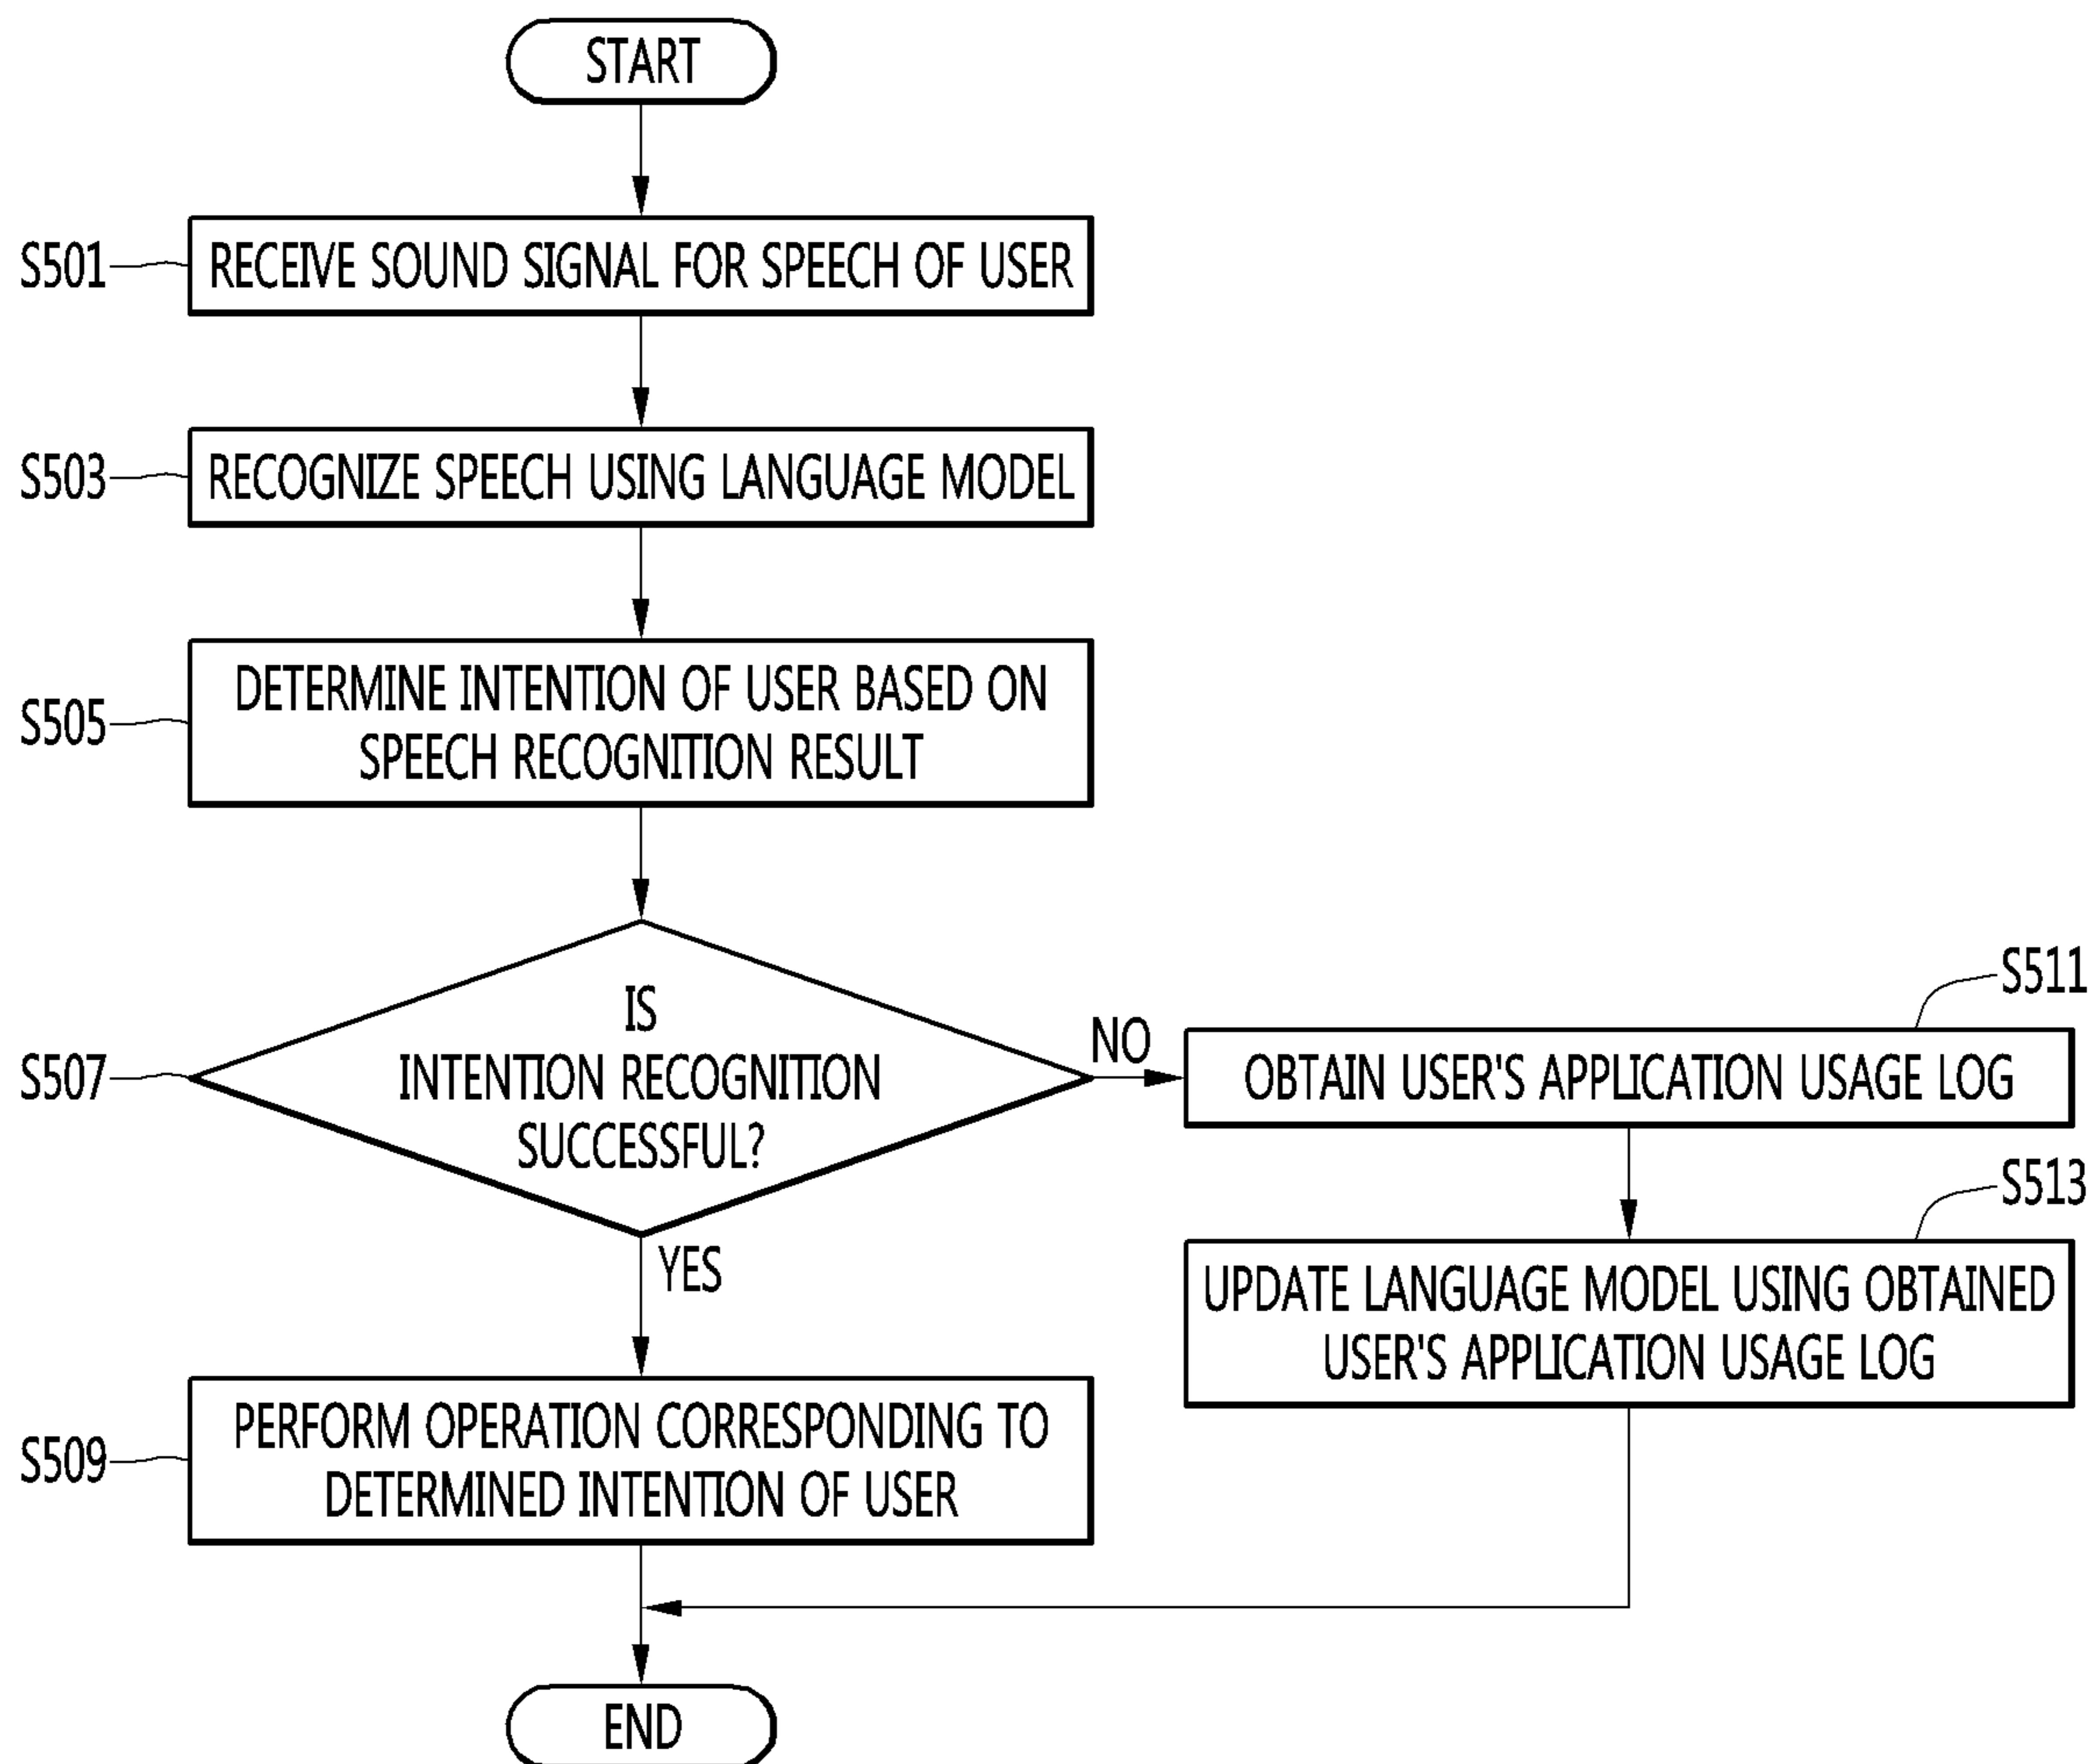 START
S501
RECEIVE SOUND SIGNAL FOR SPEECH OF USER
S503
RECOGNIZE SPEECH USING LANGUAGE MODEL
S505
DETERMINE INTENTION OF USER BASED ON
SPEECH RECOGNITION RESULT
S507
IS
INTENTION RECOGNITION
SUCCESSFUL?
NO
S511
OBTAIN USER'S APPLICATION USAGE LOG
S513
UPDATE LANGUAGE MODEL USING OBTAINED
USER'S APPLICATION USAGE LOG
YES
S509
PERFORM OPERATION CORRESPONDING TO
DETERMINED INTENTION OF USER
END